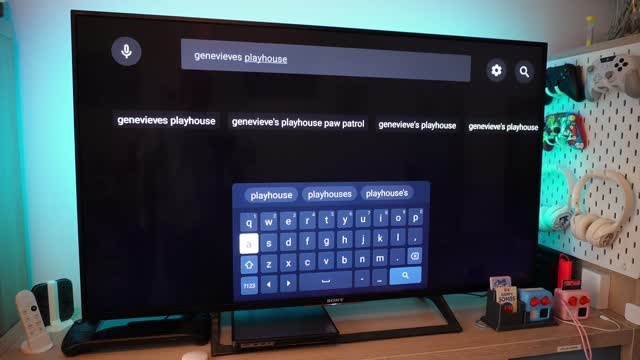 genevieves playhouse
genevieves playhouse
genevieve's playhouse paw patrol
genevieve's playhouse
genevieve's playhouse
playhouse
playhouses
playhouse's
q w e r t y u i o p
a s d f g h j k l ,
z x c v b n m .
?123
SONY